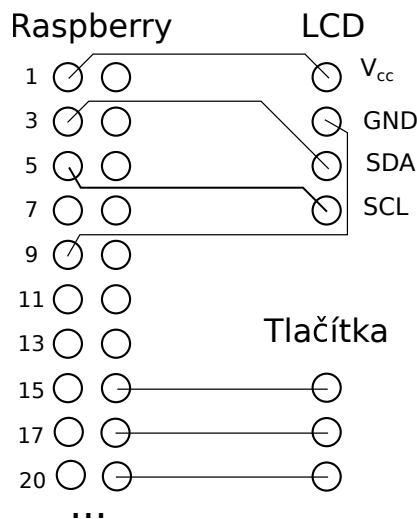 Raspberry LCD
1 Vcc
3 GND
5 SDA
7 SCL
9
11
13
Tlačítka
15
17
20
...